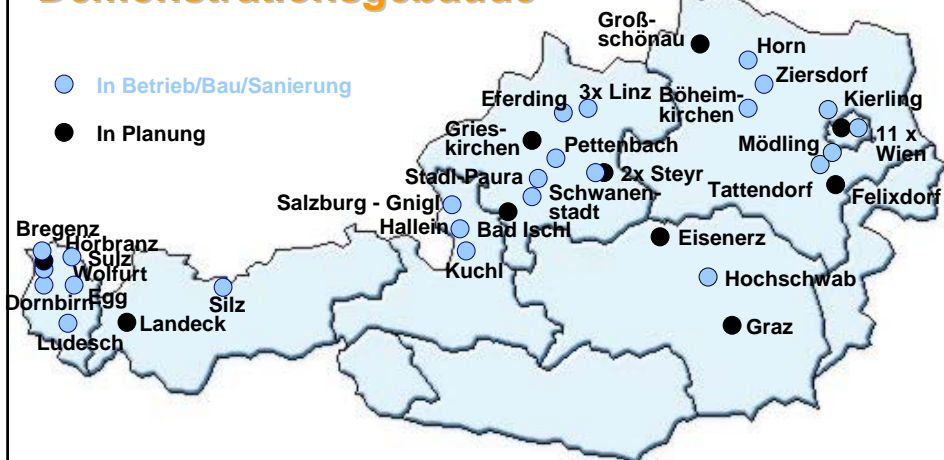 Demonstrationsgebäude
In Betrieb/Bau/Sanierung
In Planung
Groß-
schönau
Horn
Ziersdorf
Eferding
3x Linz
Böheim-
kirchen
Kierling
Gries-
kirchen
Pettenbach
Mödling
11 x
Wien
Stadl-Paura
2x Steyr
Schwanen-
stadt
Tattendorf
Felixdorf
Salzburg - Gnigl
Hallein
Bad Ischl
Kuchl
Eisenerz
Hochschwab
Graz
Bregenz
Hörbranz
Sulz
Wolfurt
Dornbirn
Egg
Ludesch
Landeck
Silz